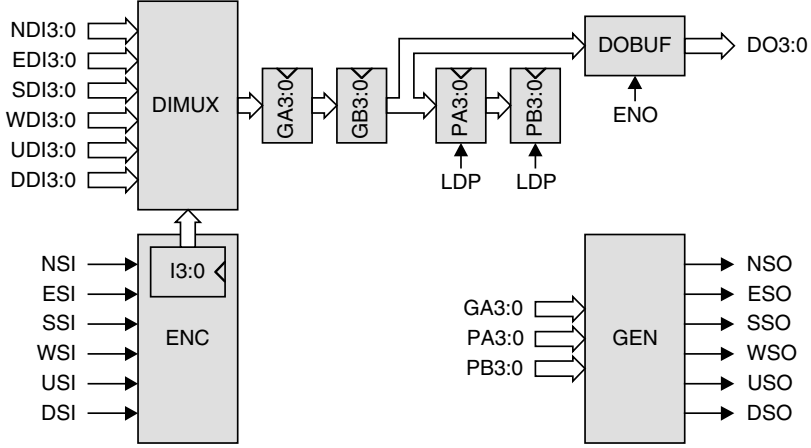 NDI3:0
EDI3:0
SDI3:0
WDI3:0
UDI3:0
DDI3:0
DIMUX
GA3:0
GB3:0
PA3:0
PB3:0
LDP
LDP
DOBUF
DO3:0
ENO
NSI
ESI
SSI
WSI
USI
DSI
I3:0
ENC
GA3:0
PA3:0
PB3:0
GEN
NSO
ESO
SSO
WSO
USO
DSO